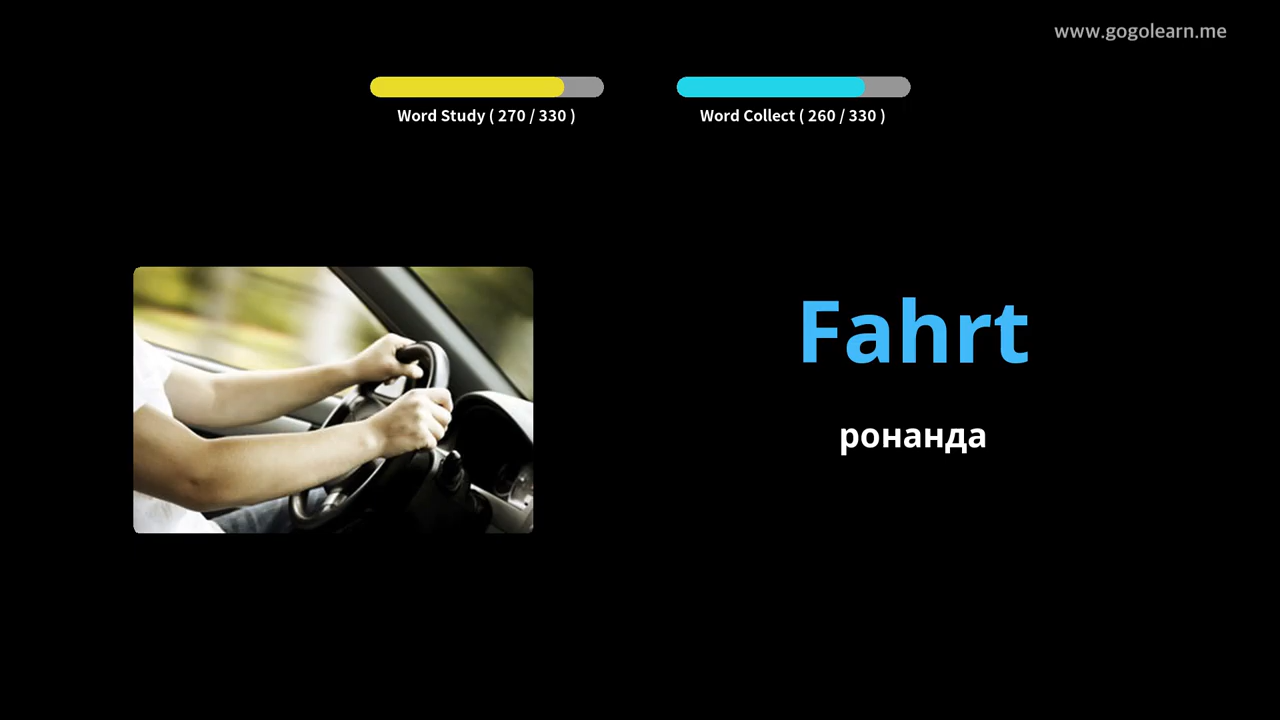 www.gogolearn.me
Word Study ( 270 / 330 )
Word Collect ( 260 / 330 )
Fahrt
ронанда